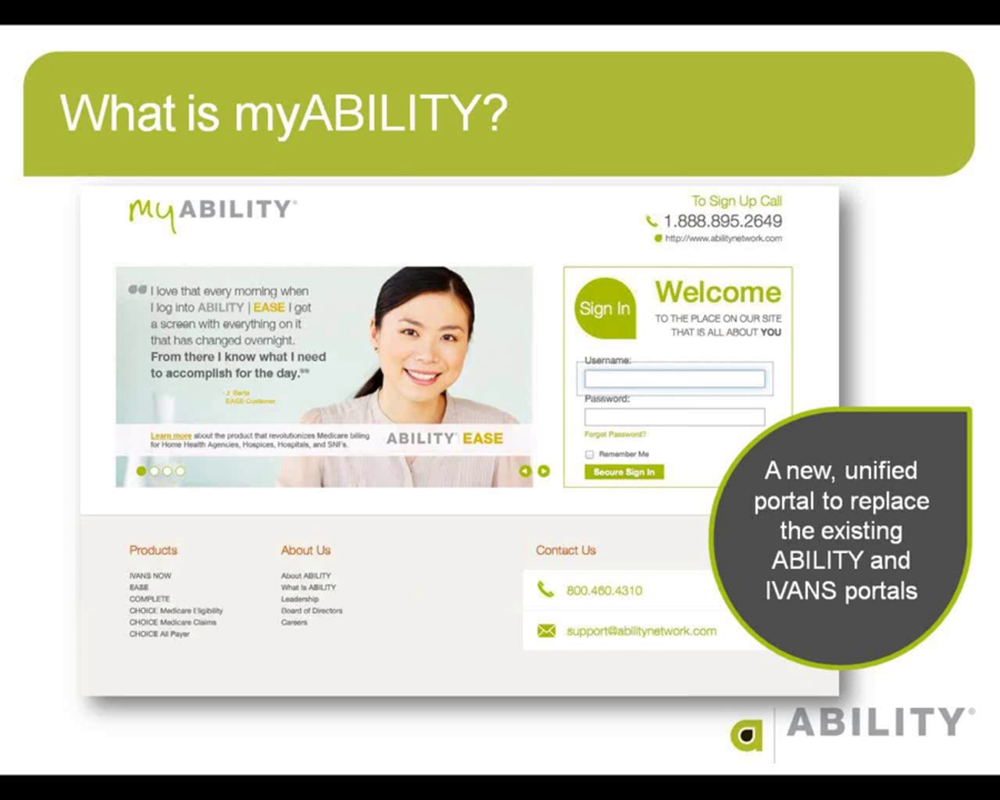 What is myABILITY?
my ABILITY®
To Sign Up Call
1.888.895.2649
http://www.abilitynetwork.com
I love that every morning when
I log into ABILITY | EASE I get
a screen with everything on it
that has changed overnight.
From there I know what I need
to accomplish for the day.
- J. Barta
EASE Customer
Learn more about the product that revolutionizes Medicare billing
for Home Health Agencies, Hospices, Hospitals, and SNFs.
ABILITY | EASE
Sign In
Welcome
TO THE PLACE ON OUR SITE
THAT IS ALL ABOUT YOU
Username:
Password:
Forgot Password?
Remember Me
Secure Sign In
A new, unified
portal to replace
the existing
ABILITY and
IVANS portals
Products
IVANS NOW
EASE
COMPLETE
CHOICE Medicare Eligibility
CHOICE Medicare Claims
CHOICE All Payer
About Us
About ABILITY
What Is ABILITY
Leadership
Board of Directors
Careers
Contact Us
800.460.4310
support@abilitynetwork.com
a ABILITY®